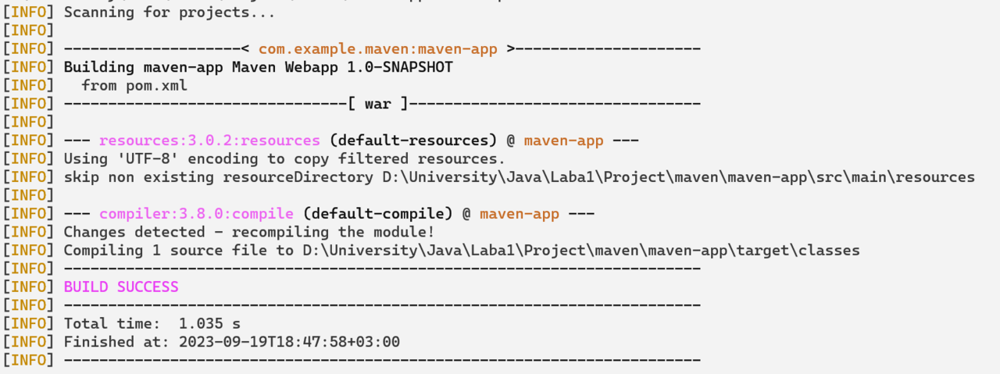 [INFO] Scanning for projects...
[INFO]
[INFO] --------------------< com.example.maven:maven-app >---------------------
[INFO] Building maven-app Maven Webapp 1.0-SNAPSHOT
[INFO]   from pom.xml
[INFO] --------------------------------[ war ]---------------------------------
[INFO]
[INFO] --- resources:3.0.2:resources (default-resources) @ maven-app ---
[INFO] Using 'UTF-8' encoding to copy filtered resources.
[INFO] skip non existing resourceDirectory D:\University\Java\Laba1\Project\maven\maven-app\src\main\resources
[INFO]
[INFO] --- compiler:3.8.0:compile (default-compile) @ maven-app ---
[INFO] Changes detected - recompiling the module!
[INFO] Compiling 1 source file to D:\University\Java\Laba1\Project\maven\maven-app\target\classes
[INFO] ------------------------------------------------------------------------
[INFO] BUILD SUCCESS
[INFO] ------------------------------------------------------------------------
[INFO] Total time:  1.035 s
[INFO] Finished at: 2023-09-19T18:47:58+03:00
[INFO] ------------------------------------------------------------------------